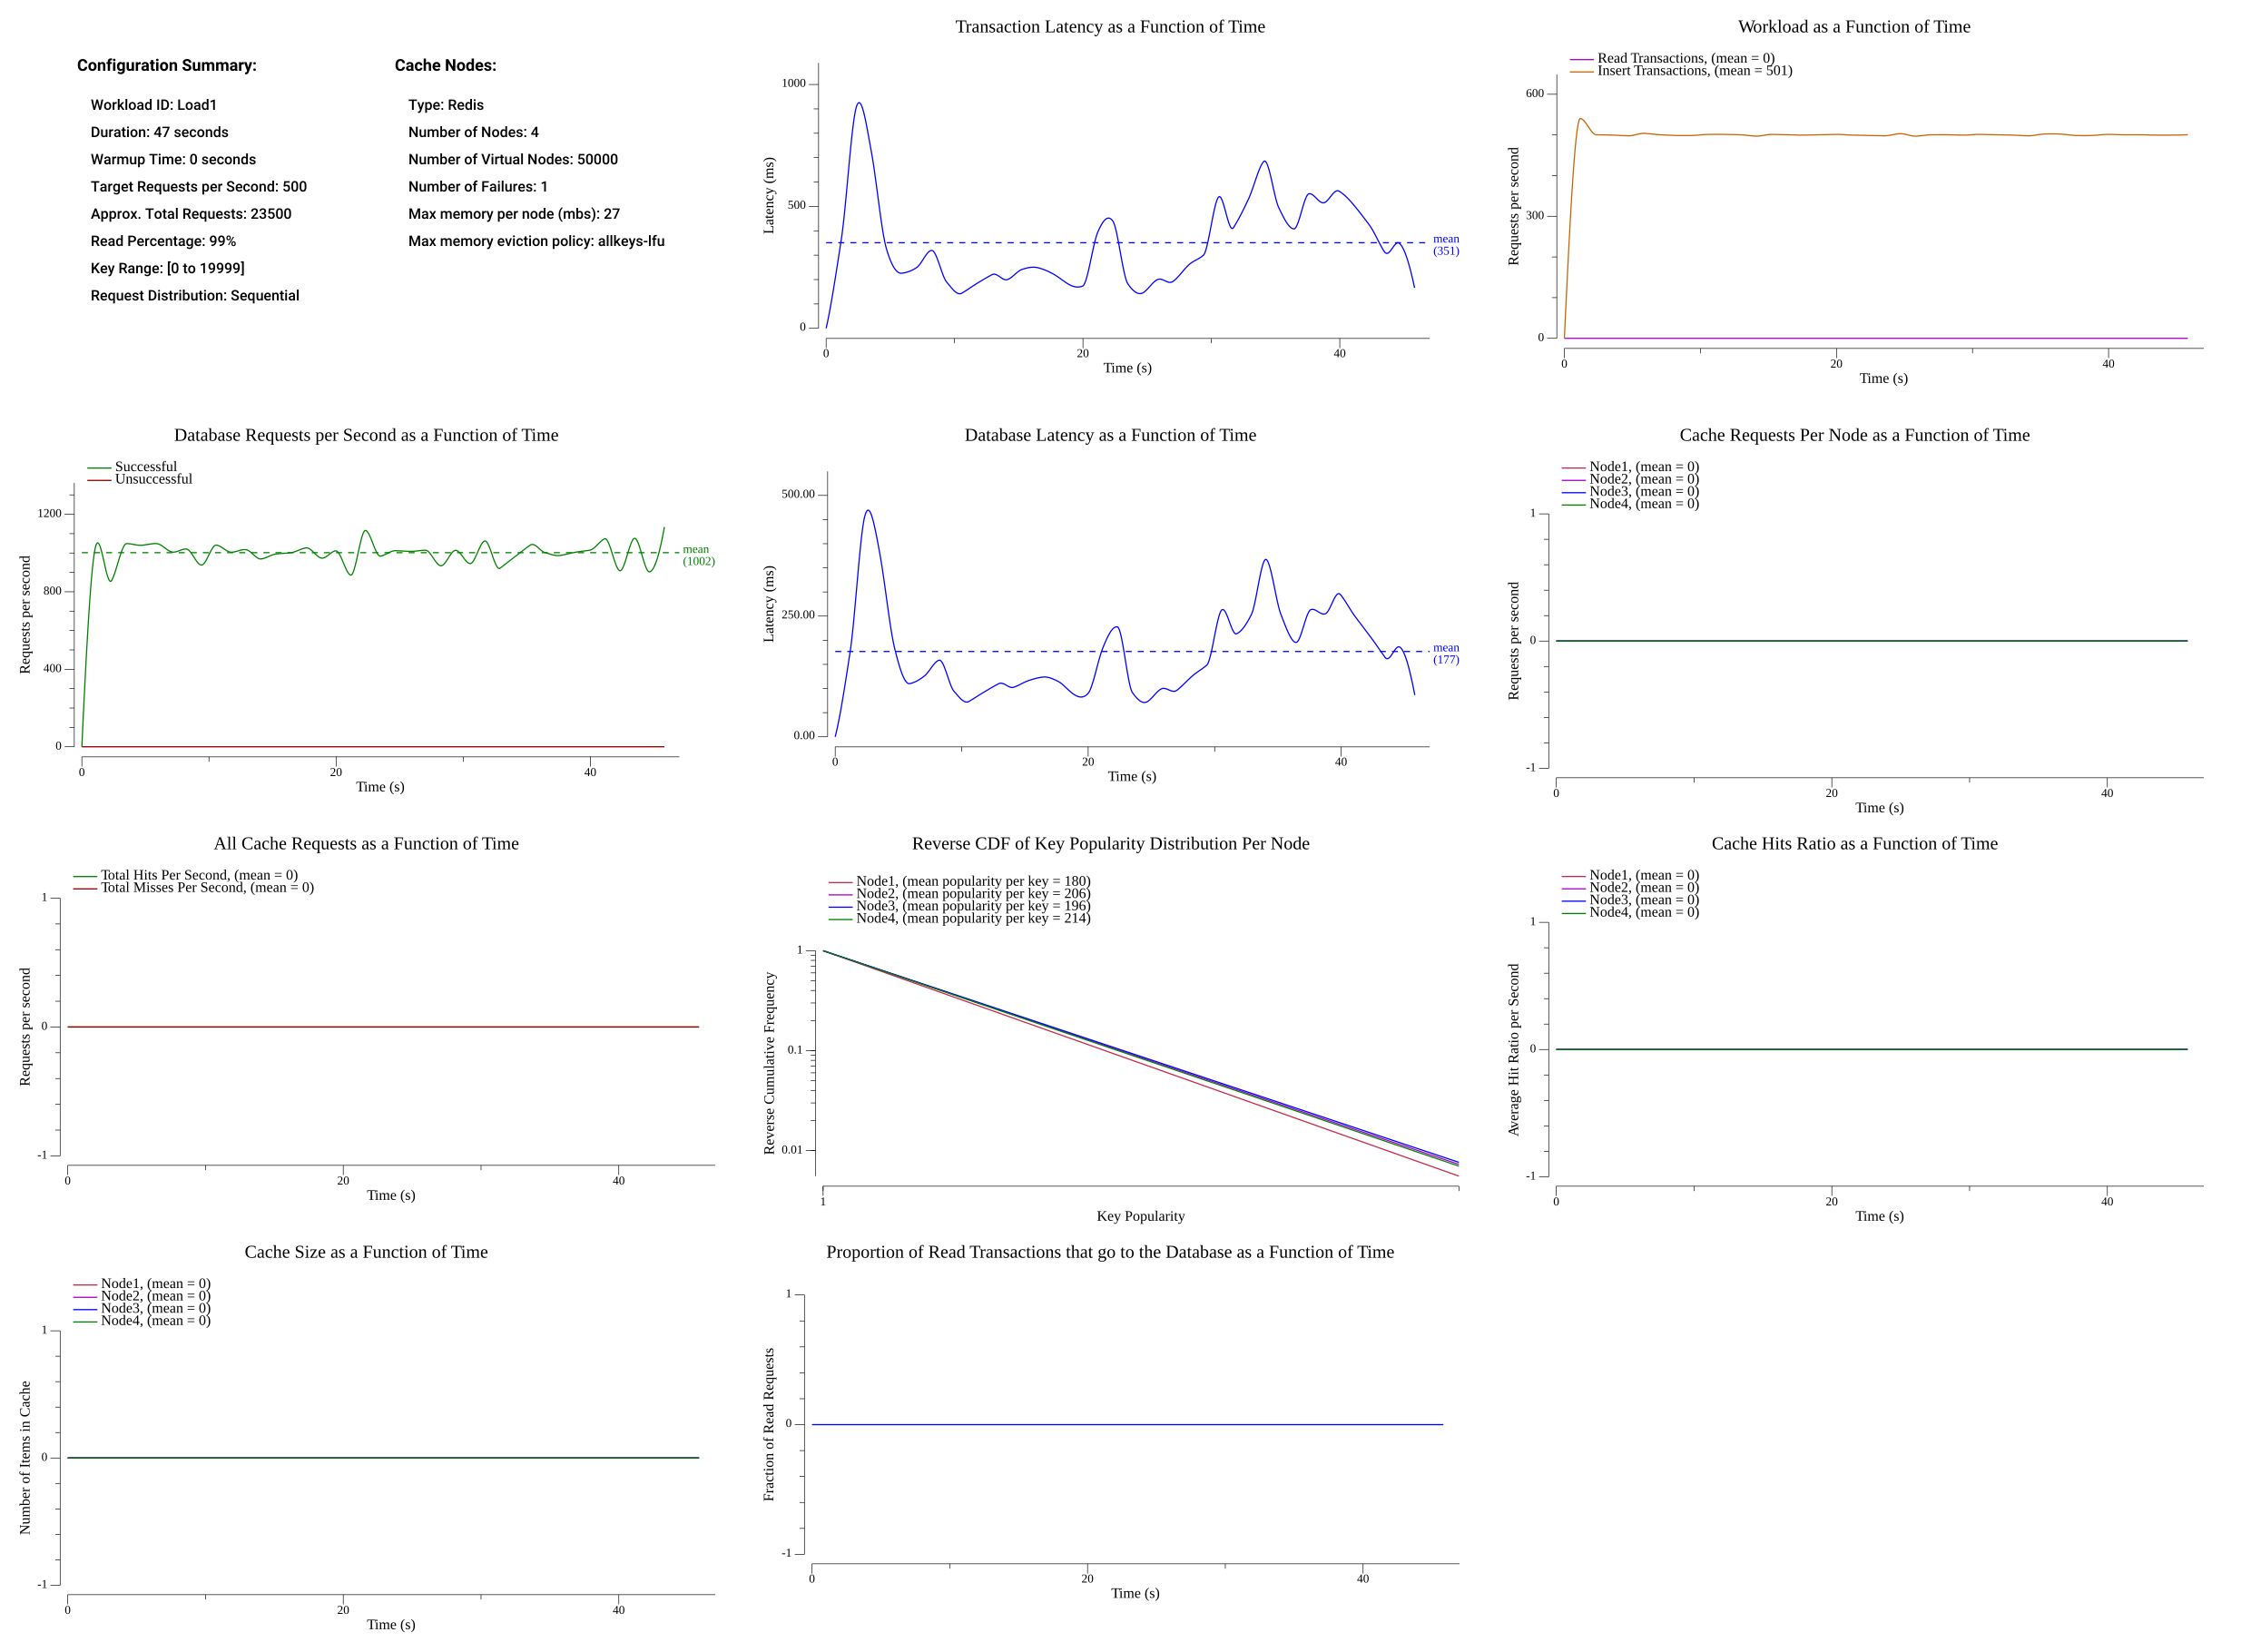 Configuration Summary:
Workload ID: Load1
Duration: 47 seconds
Warmup Time: 0 seconds
Target Requests per Second: 500
Approx. Total Requests: 23500
Read Percentage: 99%
Key Range: [0 to 19999]
Request Distribution: Sequential
Cache Nodes:
Type: Redis
Number of Nodes: 4
Number of Virtual Nodes: 50000
Number of Failures: 1
Max memory per node (mbs): 27
Max memory eviction policy: allkeys-lfu
Transaction Latency as a Function of Time
Latency (ms)
1000
500
0
mean
(351)
0
20
40
Time (s)
Workload as a Function of Time
Read Transactions, (mean = 0)
Insert Transactions, (mean = 501)
Requests per second
600
300
0
0
20
40
Time (s)
Database Requests per Second as a Function of Time
Successful
Unsuccessful
Requests per second
1200
800
400
0
mean
(1002)
0
20
40
Time (s)
Database Latency as a Function of Time
Latency (ms)
500.00
250.00
0.00
mean
(177)
0
20
40
Time (s)
Cache Requests Per Node as a Function of Time
Node1, (mean = 0)
Node2, (mean = 0)
Node3, (mean = 0)
Node4, (mean = 0)
Requests per second
1
0
-1
0
20
40
Time (s)
All Cache Requests as a Function of Time
Total Hits Per Second, (mean = 0)
Total Misses Per Second, (mean = 0)
Requests per second
1
0
-1
0
20
40
Time (s)
Reverse CDF of Key Popularity Distribution Per Node
Node1, (mean popularity per key = 180)
Node2, (mean popularity per key = 206)
Node3, (mean popularity per key = 196)
Node4, (mean popularity per key = 214)
Reverse Cumulative Frequency
1
0.1
0.01
1
Key Popularity
Cache Hits Ratio as a Function of Time
Node1, (mean = 0)
Node2, (mean = 0)
Node3, (mean = 0)
Node4, (mean = 0)
Average Hit Ratio per Second
1
0
-1
0
20
40
Time (s)
Cache Size as a Function of Time
Node1, (mean = 0)
Node2, (mean = 0)
Node3, (mean = 0)
Node4, (mean = 0)
Number of Items in Cache
1
0
-1
0
20
40
Time (s)
Proportion of Read Transactions that go to the Database as a Function of Time
Fraction of Read Requests
1
0
-1
0
20
40
Time (s)